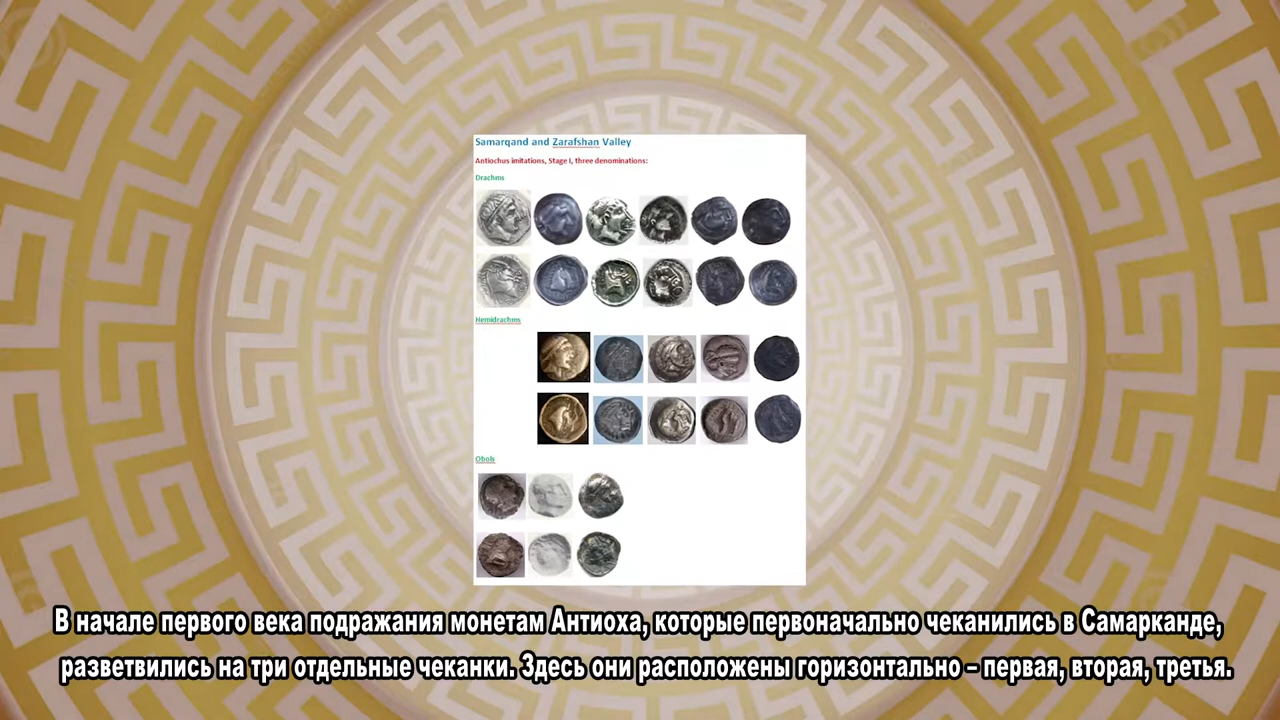 Samarqand and Zarafshan Valley
Antiochus imitations, Stage I, three denominations:
Drachms
Hemidrachms
Obols
В начале первого века подражания монетам Антиоха, которые первоначально чеканились в Самарканде,
разветвились на три отдельные чеканки. Здесь они расположены горизонтально – первая, вторая, третья.